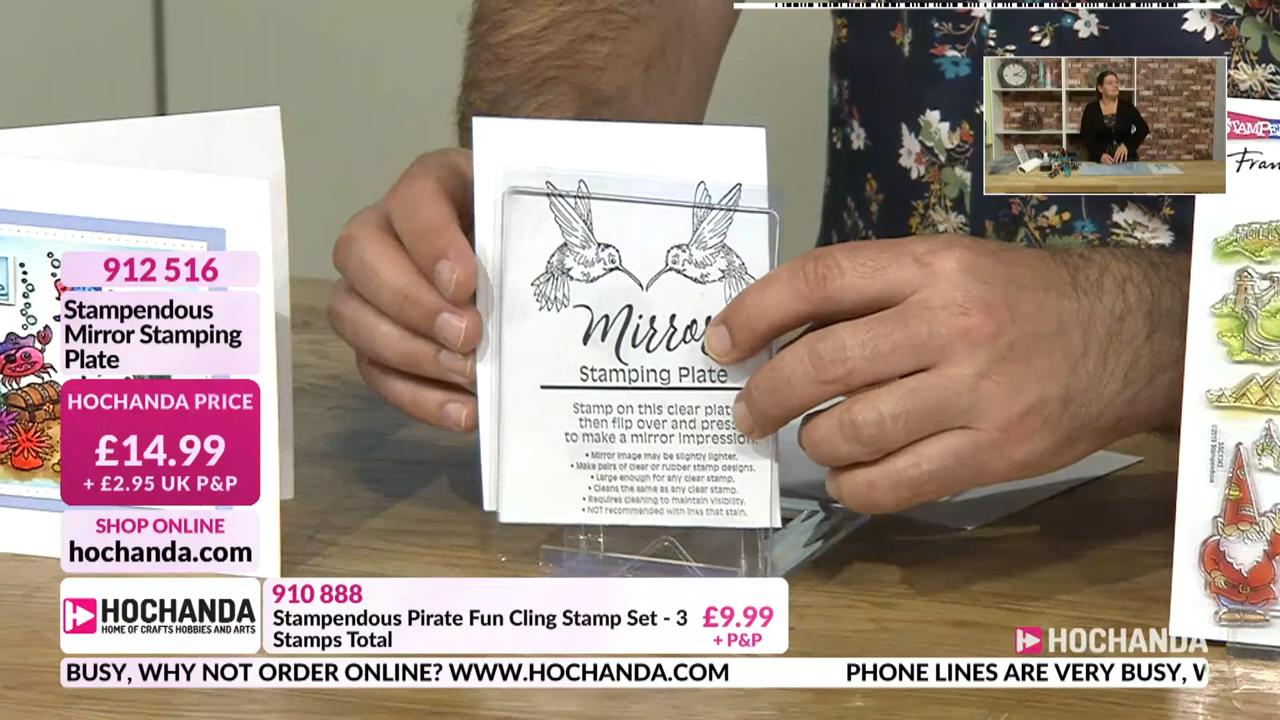 912 516
Stampendous
Mirror Stamping
Plate
HOCHANDA PRICE
£14.99
+ £2.95 UK P&P
SHOP ONLINE
hochanda.com
Mirror
Stamping Plate
Stamp on this clear
then flip over and press
to make a mirror impression.
• Mirror image may be slightly lighter.
• Make pairs of clear or rubber stamp designs.
• Large enough for any clear stamp.
• Cleans the same as any clear stamp.
• Requires cleaning to maintain visibility.
• NOT recommended with inks that stain.
HOCHANDA
HOME OF CRAFTS HOBBIES AND ARTS
910 888
Stampendous Pirate Fun Cling Stamp Set - 3
Stamps Total
£9.99
+ P&P
HOCHANDA
BUSY, WHY NOT ORDER ONLINE? WWW.HOCHANDA.COM
PHONE LINES ARE VERY BUSY,